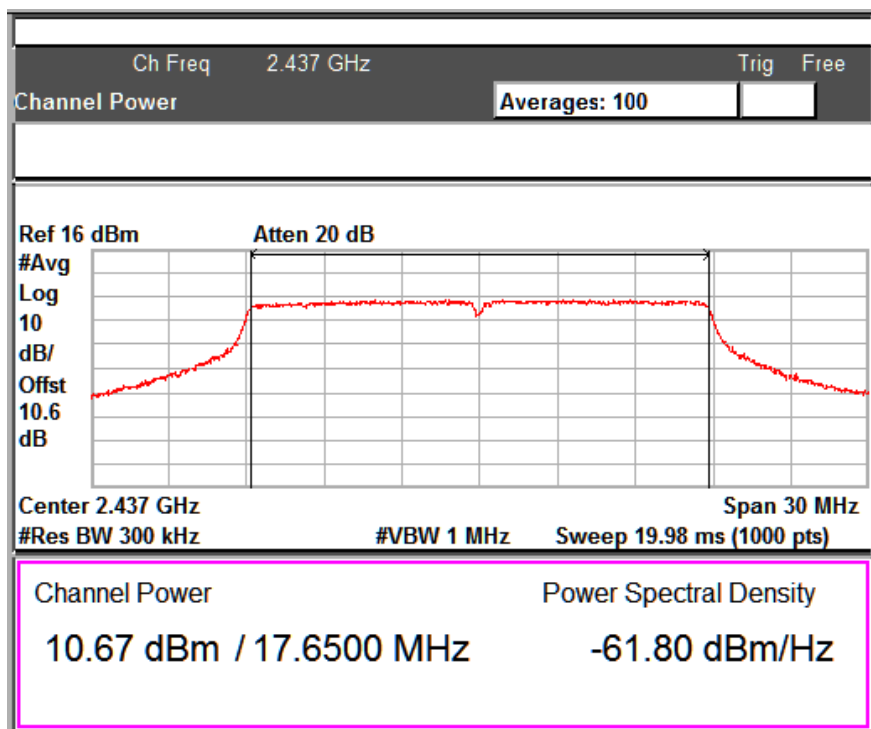 Ch Freq 2.437 GHz Trig Free
Channel Power Averages: 100
Ref 16 dBm Atten 20 dB
#Avg
Log
10
dB/
Offst
10.6
dB
Center 2.437 GHz Span 30 MHz
#Res BW 300 kHz #VBW 1 MHz Sweep 19.98 ms (1000 pts)
Channel Power Power Spectral Density
10.67 dBm / 17.6500 MHz -61.80 dBm/Hz